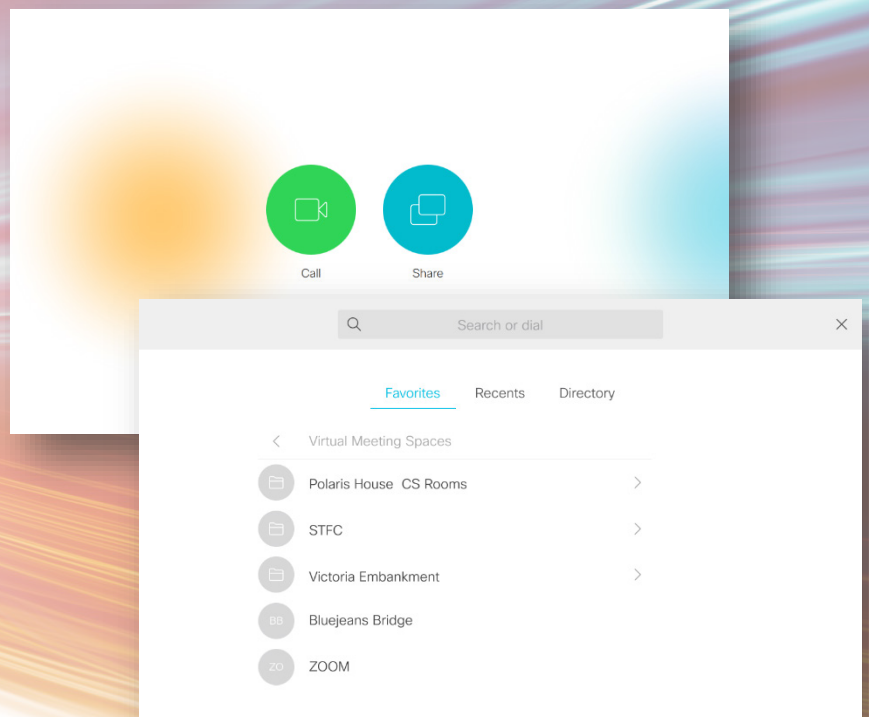 Call
Share
Search or dial
Favorites Recents Directory
Virtual Meeting Spaces
Polaris House CS Rooms
STFC
Victoria Embankment
BB Bluejeans Bridge
ZO ZOOM